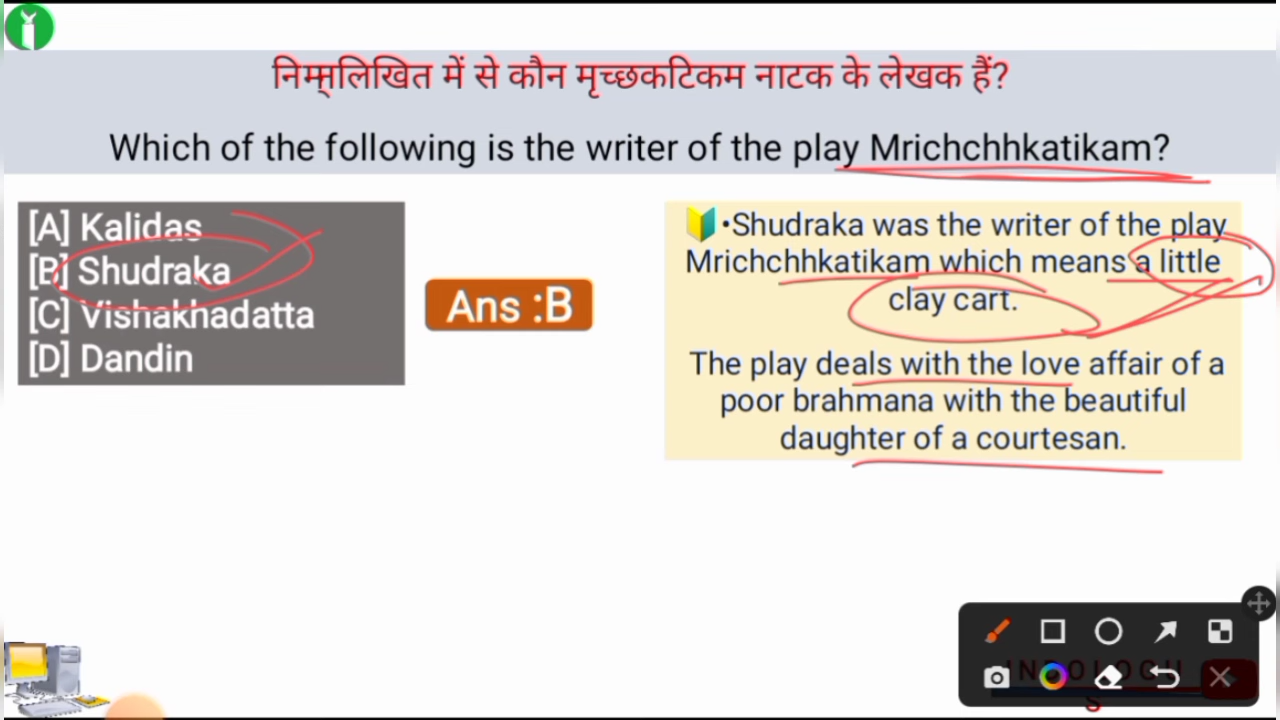 निम्नलिखित में से कौन मृच्छकटिकम नाटक के लेखक हैं?
Which of the following is the writer of the play Mrichchhkatikam?
[A] Kalidas
[B] Shudraka
[C] Vishakhadatta
[D] Dandin
Ans :B
•Shudraka was the writer of the play
Mrichchhkatikam which means a little
clay cart.
The play deals with the love affair of a
poor brahmana with the beautiful
daughter of a courtesan.
INDOLOGU
S